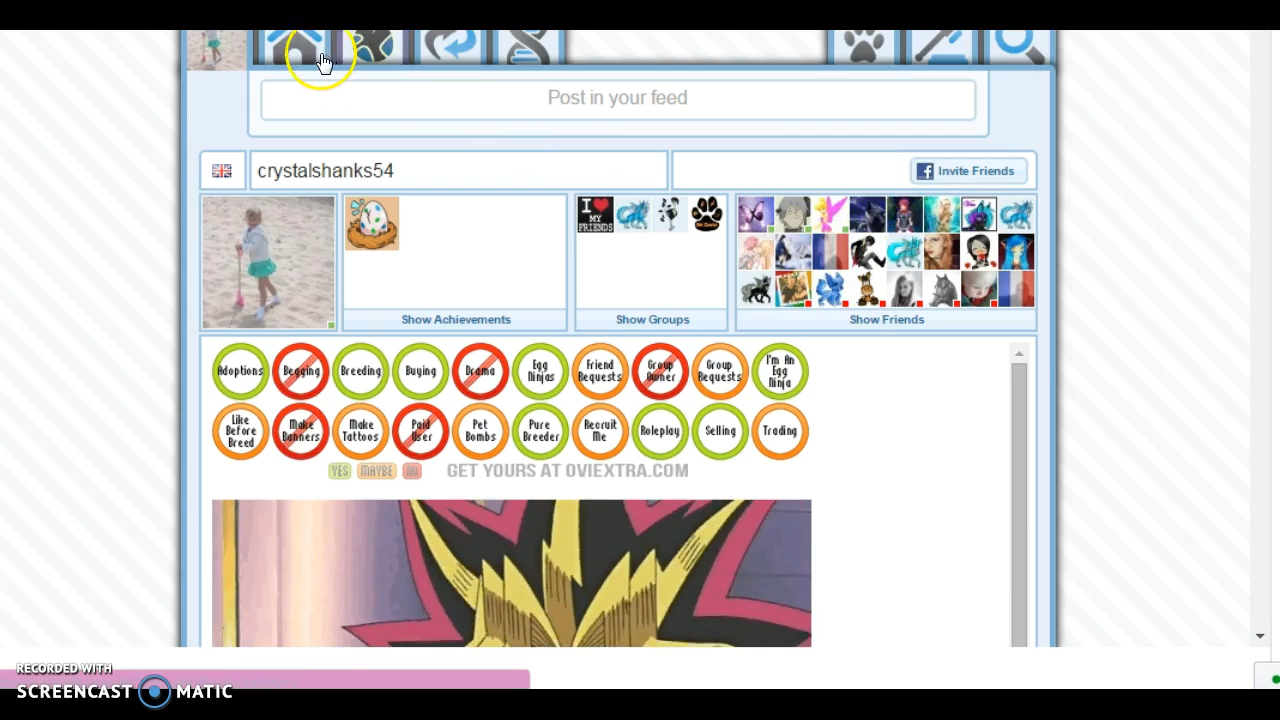 Post in your feed
crystalshanks54
Invite Friends
I ♥
MY
FRIENDS
Show Achievements
Show Groups
Show Friends
Adoptions
Begging
Breeding
Buying
Drama
Egg
Ninjas
Friend
Requests
Group
Owner
Group
Requests
I'm An
Egg
Ninja
Like
Before
Breed
Make
Banners
Make
Tattoos
Paid
User
Pet
Bombs
Pure
Breeder
Recruit
Me
Roleplay
Selling
Trading
YES MAYBE NO GET YOURS AT OVIEXTRA.COM
RECORDED WITH
SCREENCAST MATIC